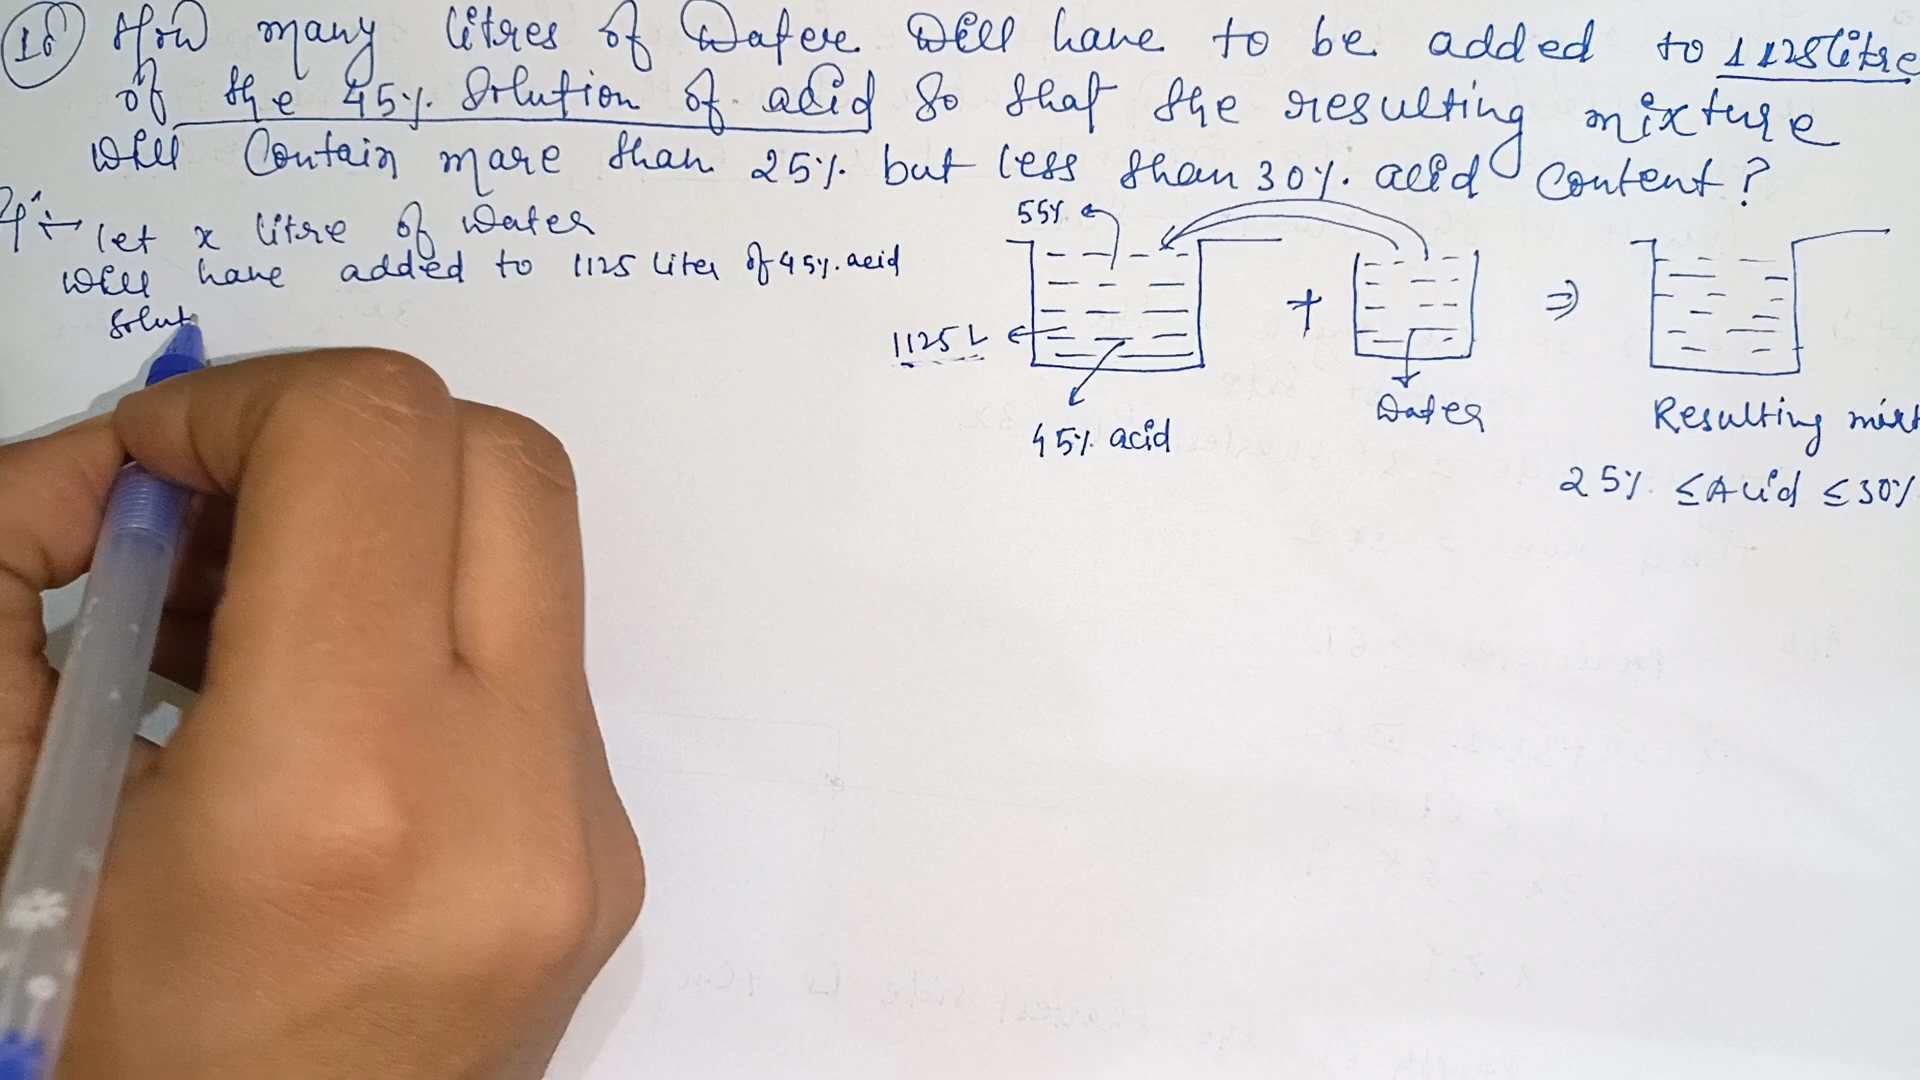 18 How many litres of water will have to be added to 1125 litre
of the 45% solution of acid so that the resulting mixture
will contain more than 25% but less than 30% acid content?
let x litre of water
will have added to 1125 liter of 45% acid
Solut
55%
1125 L
45% acid
+
Water
⇒
Resulting mixt
25% ≤ Acid ≤ 30%